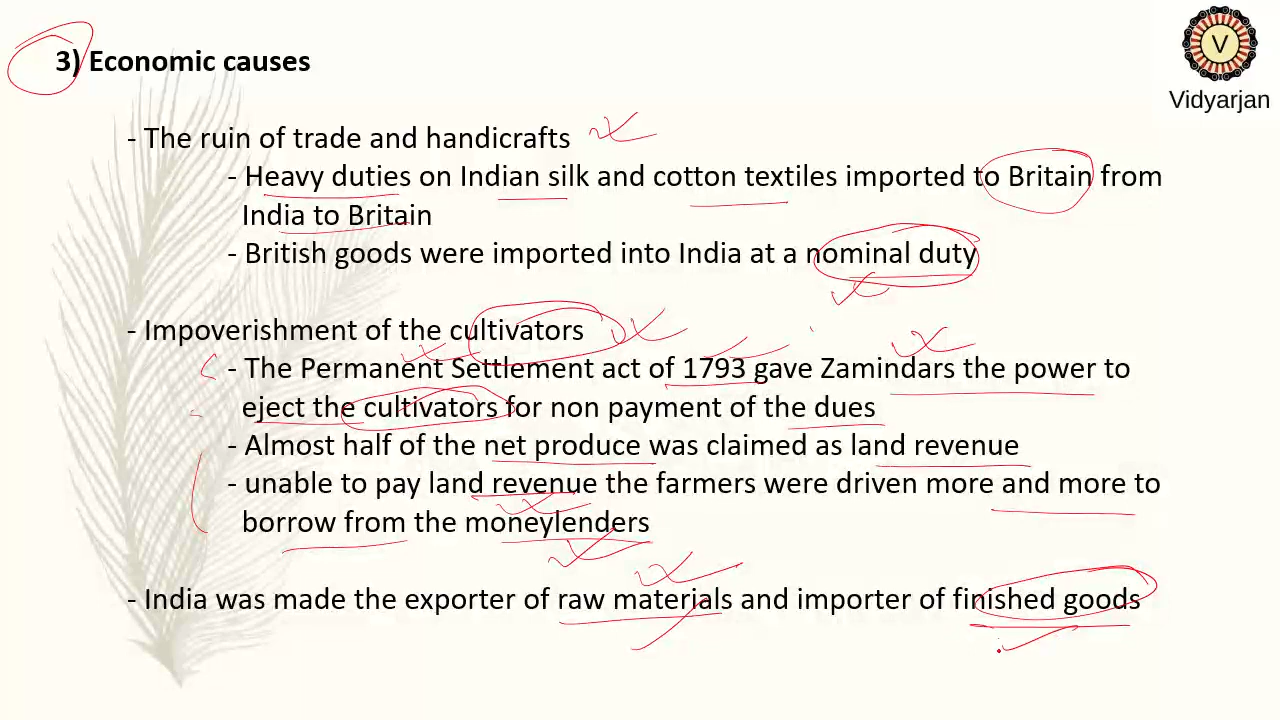 3) Economic causes
V
Vidyarjan
- The ruin of trade and handicrafts
- Heavy duties on Indian silk and cotton textiles imported to Britain from
India to Britain
- British goods were imported into India at a nominal duty
- Impoverishment of the cultivators
- The Permanent Settlement act of 1793 gave Zamindars the power to
eject the cultivators for non payment of the dues
- Almost half of the net produce was claimed as land revenue
- unable to pay land revenue the farmers were driven more and more to
borrow from the moneylenders
- India was made the exporter of raw materials and importer of finished goods